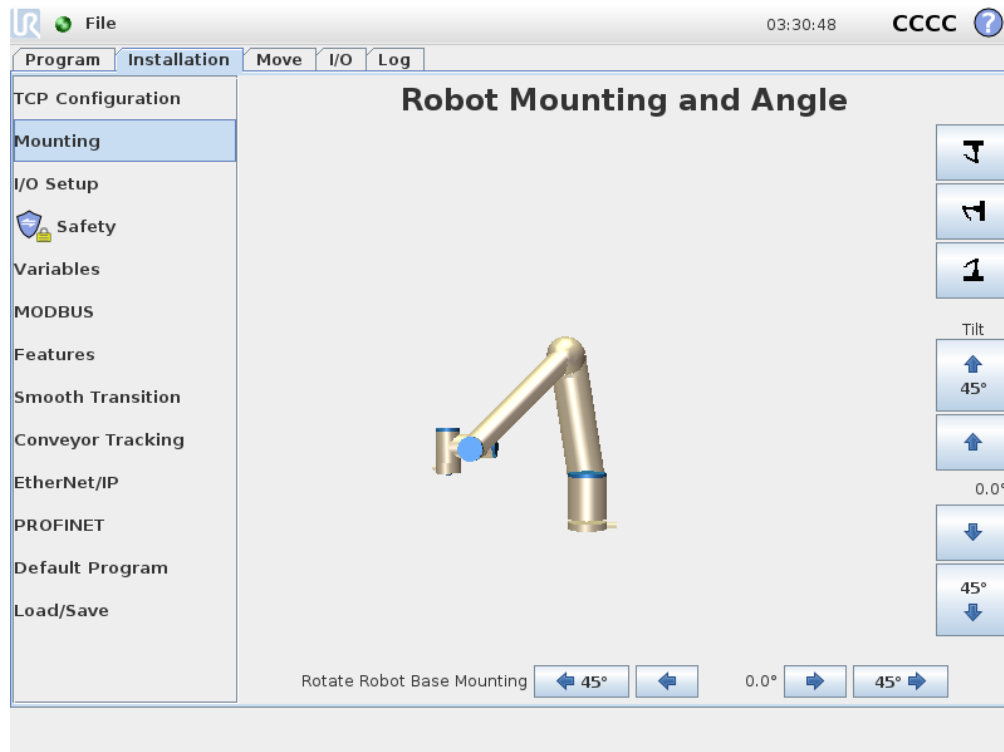 UR File 03:30:48 CCCC ?
Program Installation Move I/O Log
TCP Configuration
Mounting
I/O Setup
Safety
Variables
MODBUS
Features
Smooth Transition
Conveyor Tracking
EtherNet/IP
PROFINET
Default Program
Load/Save
Robot Mounting and Angle
Tilt
45°
0.0°
45°
Rotate Robot Base Mounting 45° 0.0° 45°